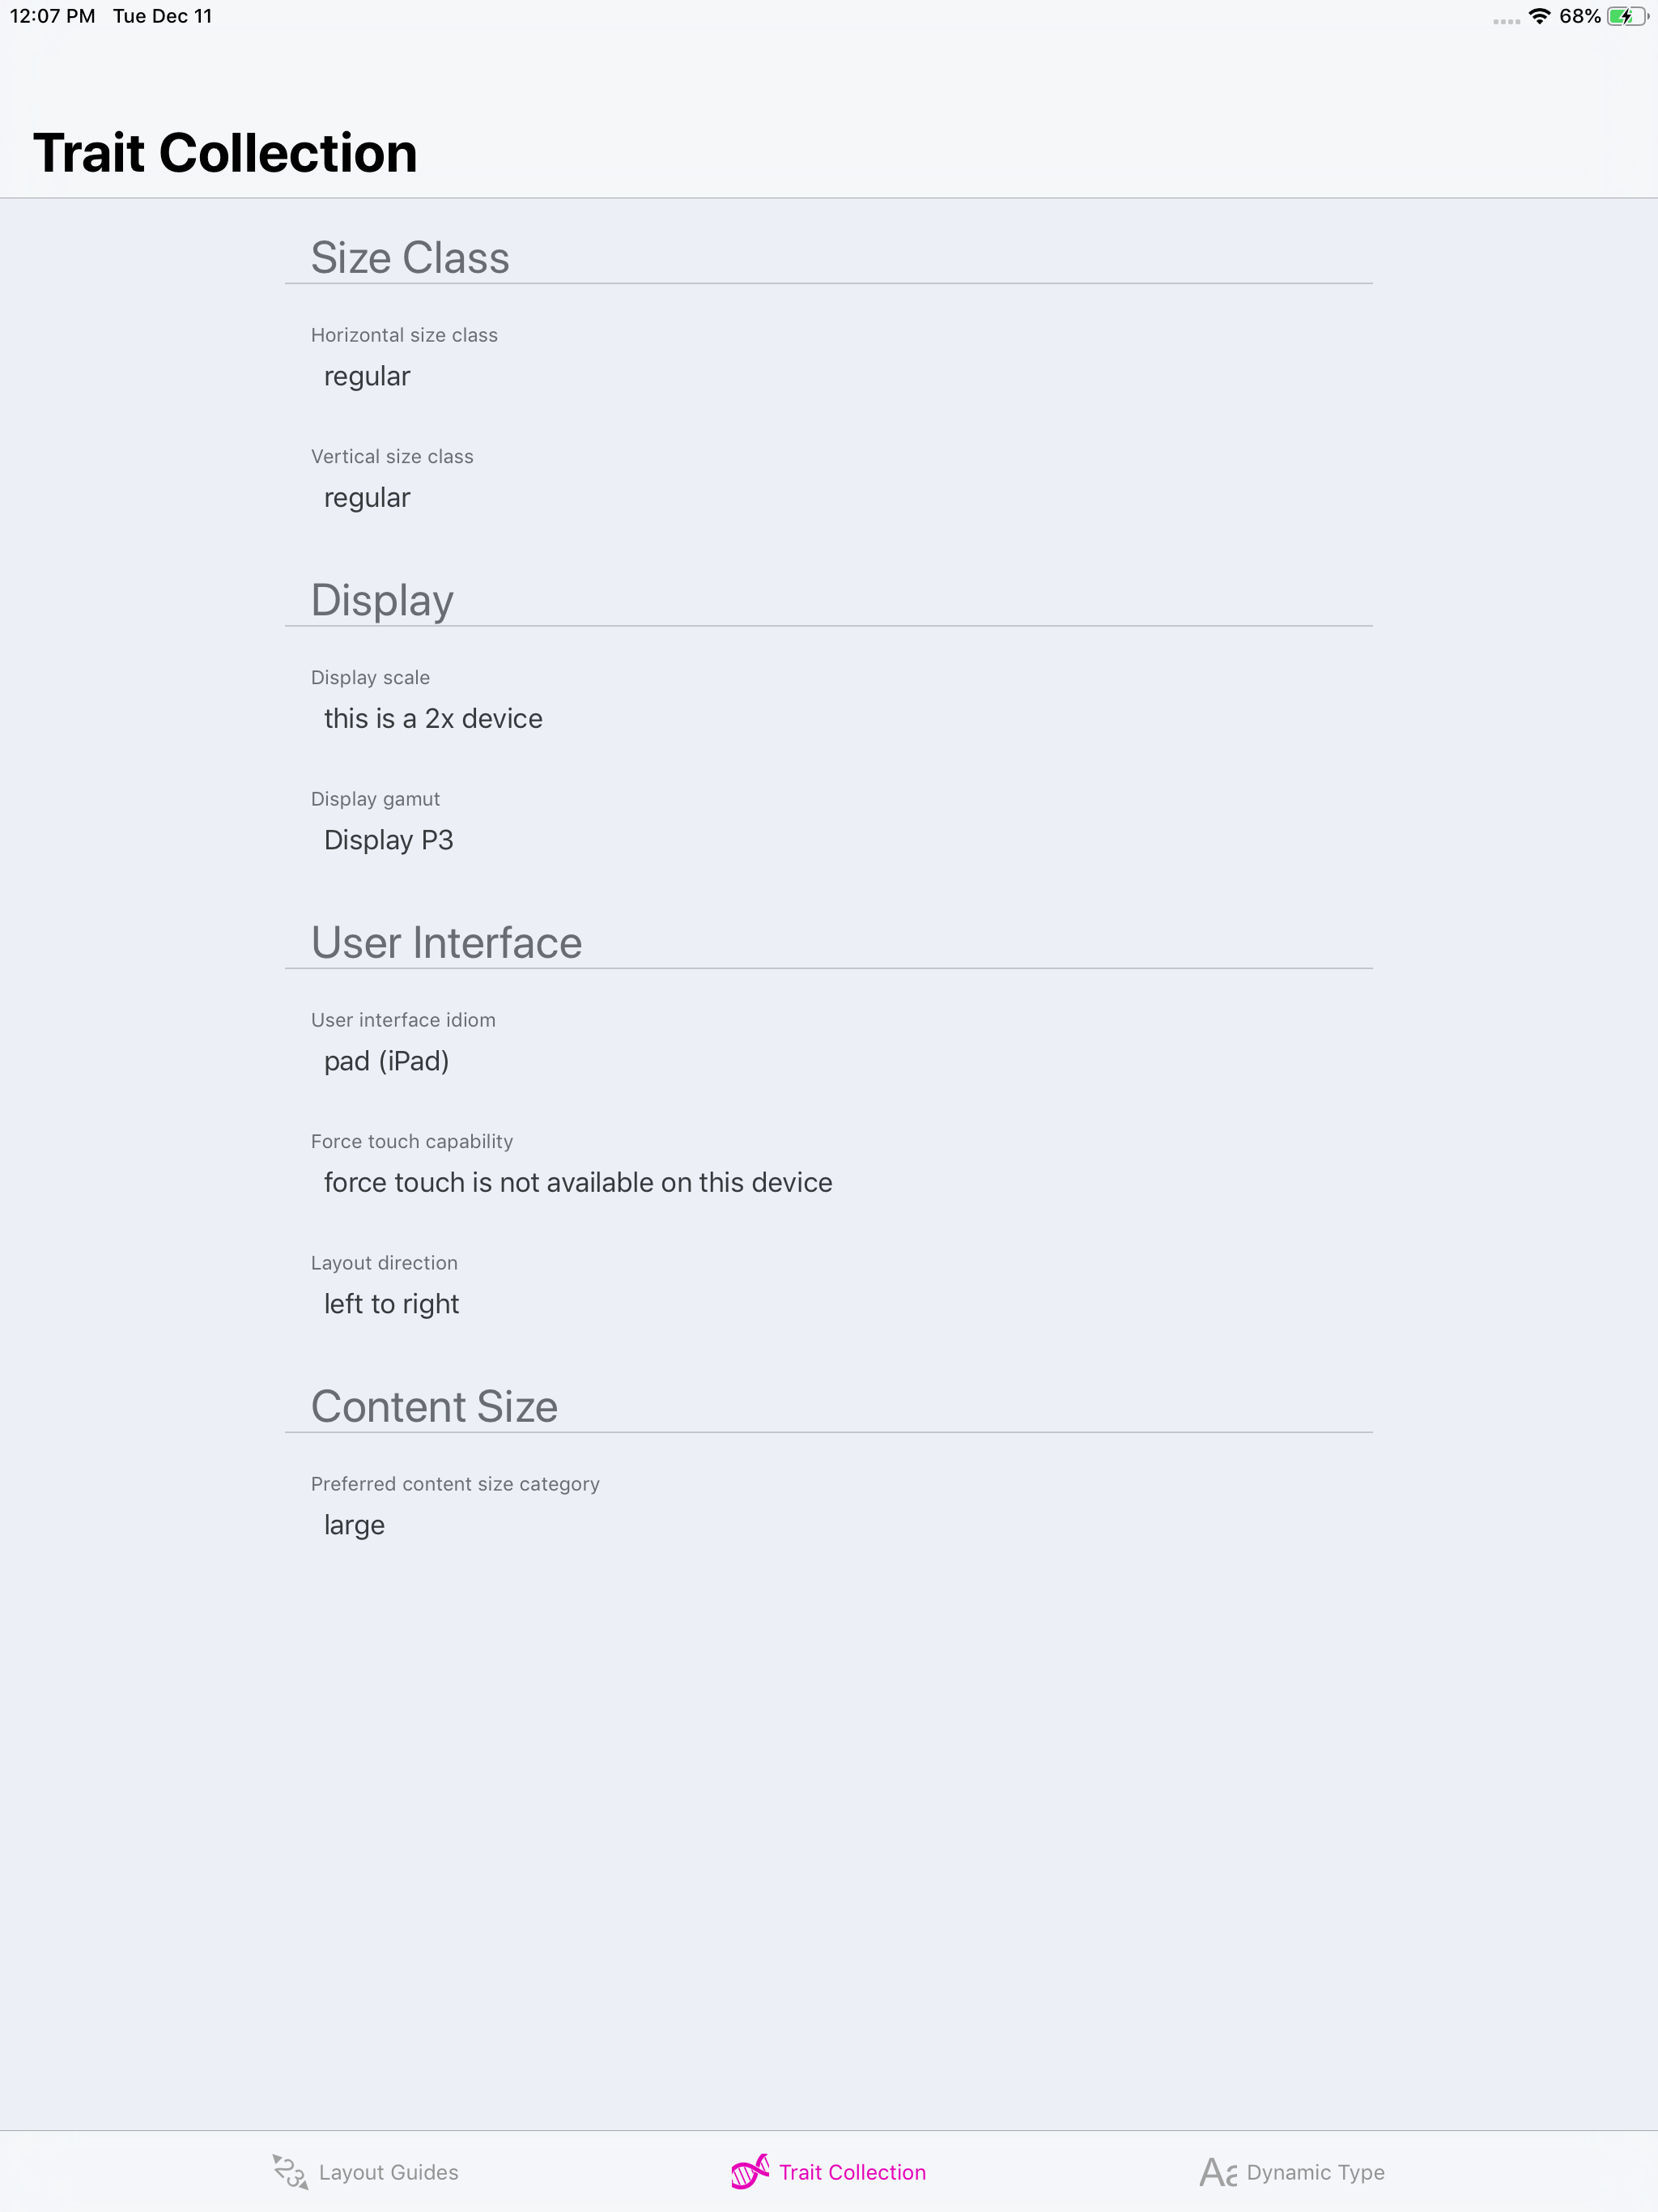 12:07 PM Tue Dec 11 68%
Trait Collection
Size Class
Horizontal size class
regular
Vertical size class
regular
Display
Display scale
this is a 2x device
Display gamut
Display P3
User Interface
User interface idiom
pad (iPad)
Force touch capability
force touch is not available on this device
Layout direction
left to right
Content Size
Preferred content size category
large
23 Layout Guides Trait Collection Aa Dynamic Type